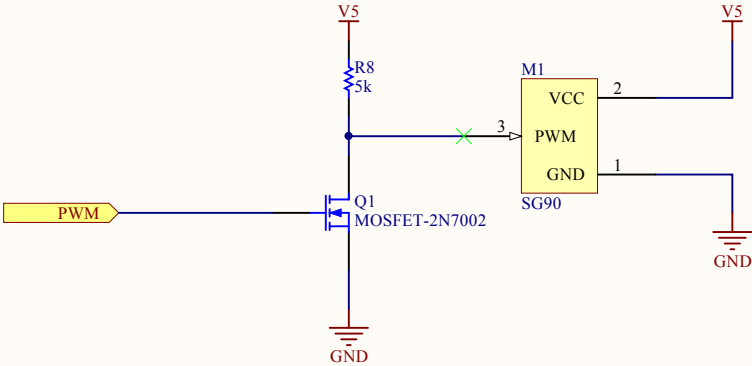 V5
V5
R8
5k
M1
VCC
2
3
PWM
GND
1
SG90
PWM
Q1
MOSFET-2N7002
GND
GND